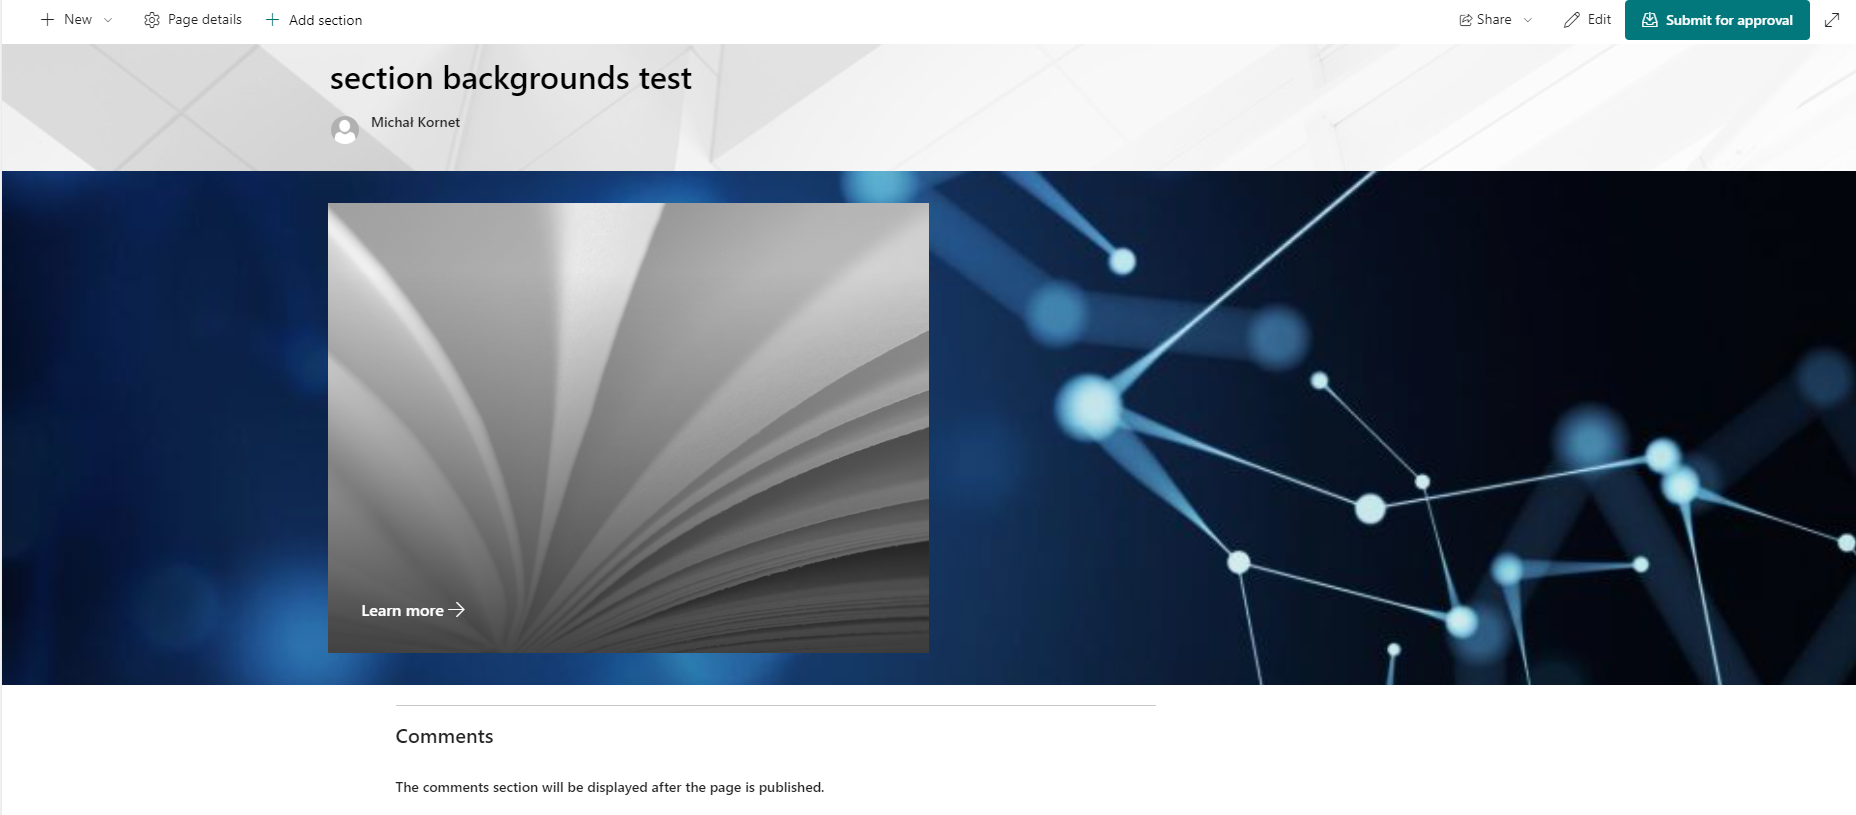 New
Page details
Add section
Share
Edit
Submit for approval
section backgrounds test
Michał Kornet
Learn more
Comments
The comments section will be displayed after the page is published.